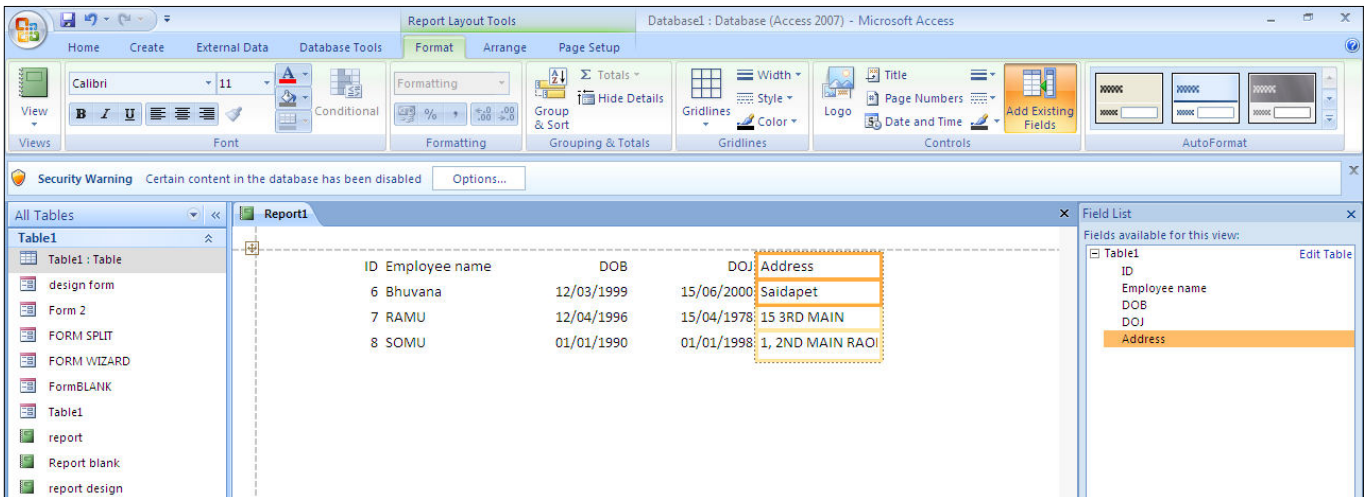 Report Layout Tools Database1 : Database (Access 2007) - Microsoft Access
Home Create External Data Database Tools Format Arrange Page Setup
Calibri 11 Formatting Σ Totals Width Title
Hide Details Style Page Numbers
View B I U Conditional % , Group & Sort Gridlines Color Logo Date and Time Add Existing Fields
Views Font Formatting Grouping & Totals Gridlines Controls AutoFormat
Security Warning Certain content in the database has been disabled Options...
All Tables « Report1 x Field List x
Table1 Fields available for this view:
Table1 : Table
design form
Form 2
FORM SPLIT
FORM WIZARD
FormBLANK
Table1
report
Report blank
report design
ID Employee name DOB DOJ Address
6 Bhuvana 12/03/1999 15/06/2000 Saidapet
7 RAMU 12/04/1996 15/04/1978 15 3RD MAIN
8 SOMU 01/01/1990 01/01/1998 1, 2ND MAIN RAOI
Table1 Edit Table
ID
Employee name
DOB
DOJ
Address